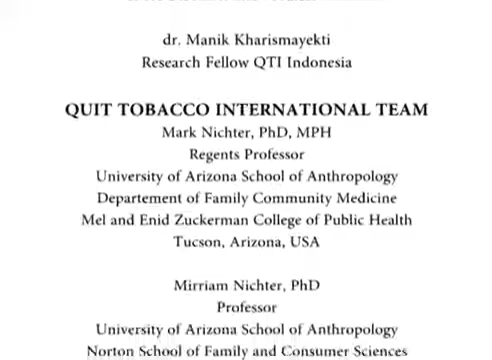 dr. Manik Kharismayekti
Research Fellow QTI Indonesia
QUIT TOBACCO INTERNATIONAL TEAM
Mark Nichter, PhD, MPH
Regents Professor
University of Arizona School of Anthropology
Departement of Family Community Medicine
Mel and Enid Zuckerman College of Public Health
Tucson, Arizona, USA
Mirriam Nichter, PhD
Professor
University of Arizona School of Anthropology
Norton School of Family and Consumer Sciences